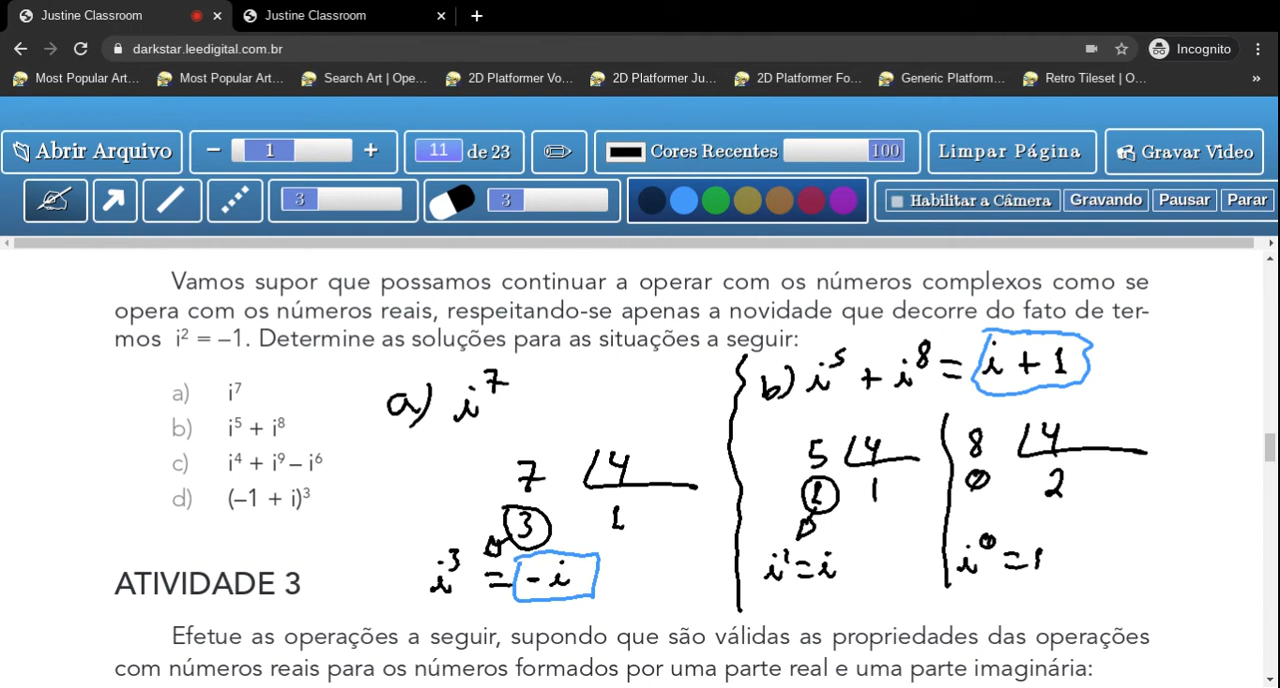 Justine Classroom
Justine Classroom
darkstar.leedigital.com.br
Incognito
Most Popular Art...
Most Popular Art...
Search Art | Ope...
2D Platformer Vo...
2D Platformer Ju...
2D Platformer Fo...
Generic Platform...
Retro Tileset | O...
»
Abrir Arquivo
− 1 +
11 de 23
Cores Recentes 100
Limpar Página
Gravar Video
3
3
Habilitar a Câmera
Gravando
Pausar
Parar
Vamos supor que possamos continuar a operar com os números complexos como se
opera com os números reais, respeitando-se apenas a novidade que decorre do fato de ter-
mos i² = –1. Determine as soluções para as situações a seguir:
a) i⁷
b) i⁵ + i⁸
c) i⁴ + i⁹ – i⁶
d) (–1 + i)³
a) i⁷
7 4
3 1
i³ = -i
b) i⁵ + i⁸ = i + 1
5 4
1 1
i¹ = i
8 4
0 2
i⁰ = 1
ATIVIDADE 3
Efetue as operações a seguir, supondo que são válidas as propriedades das operações
com números reais para os números formados por uma parte real e uma parte imaginária: